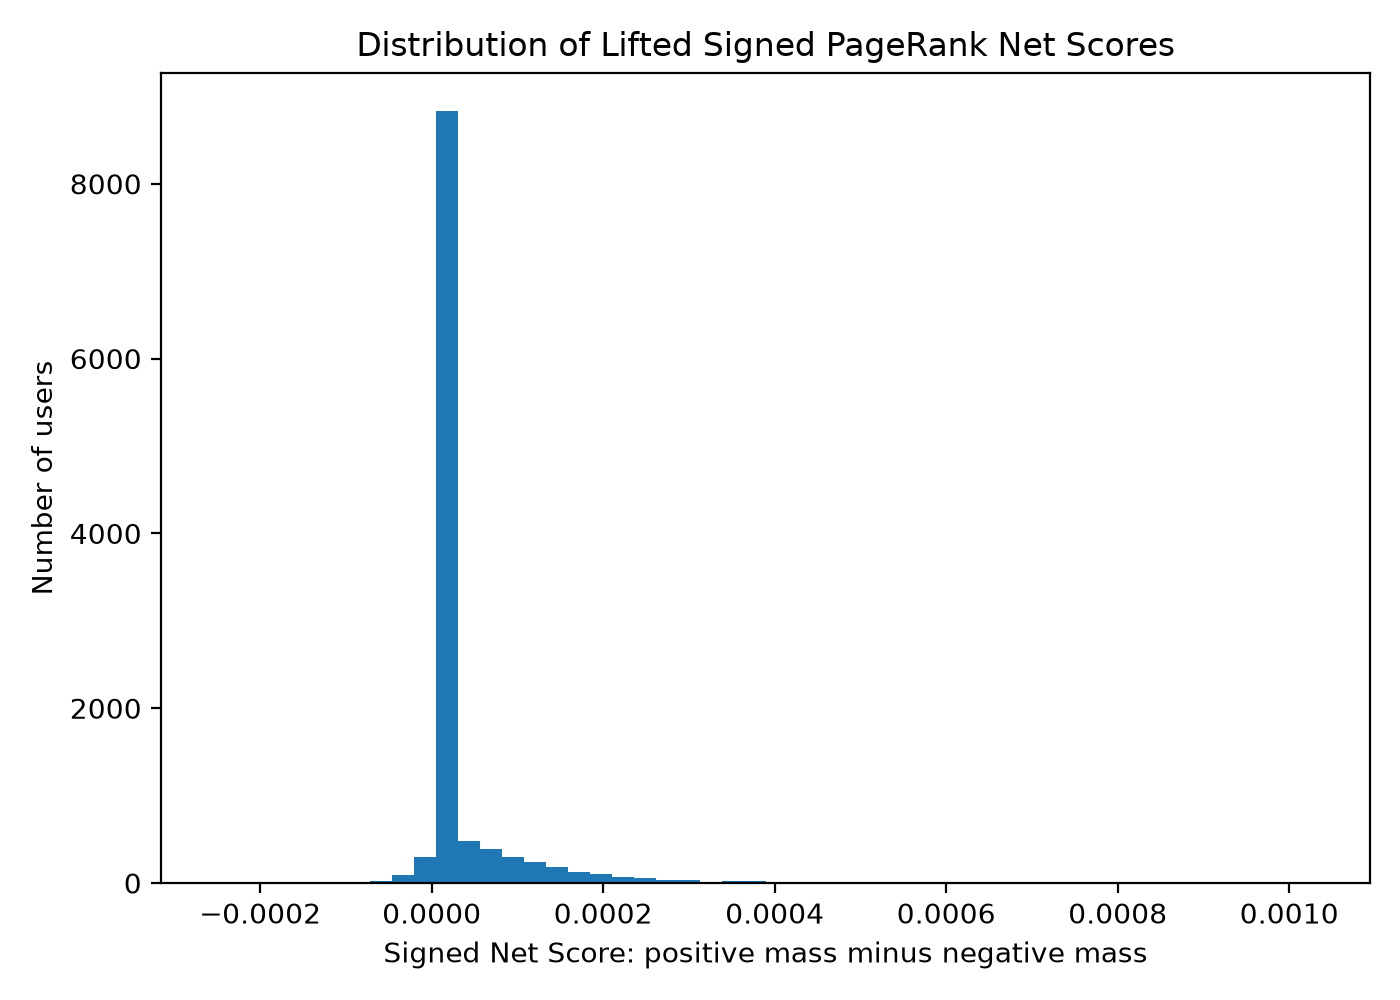 Distribution of Lifted Signed PageRank Net Scores
Number of users
8000
6000
4000
2000
0
−0.0002 0.0000 0.0002 0.0004 0.0006 0.0008 0.0010
Signed Net Score: positive mass minus negative mass